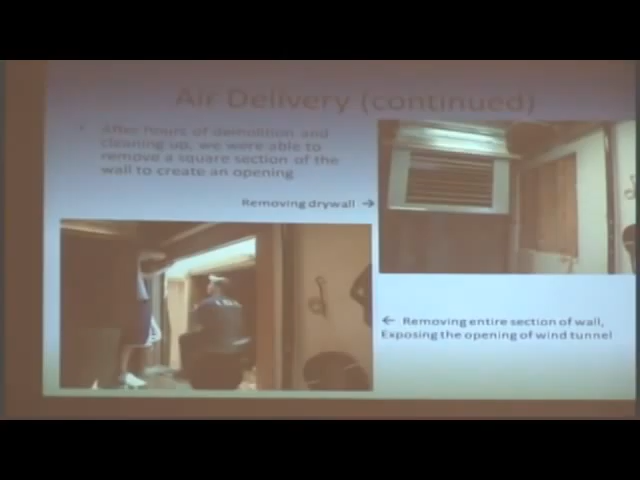 Air Delivery (continued)
• After hours of demolition and
cleaning up, we were able to
remove a square section of the
wall to create an opening
Removing drywall →
← Removing entire section of wall,
Exposing the opening of wind tunnel